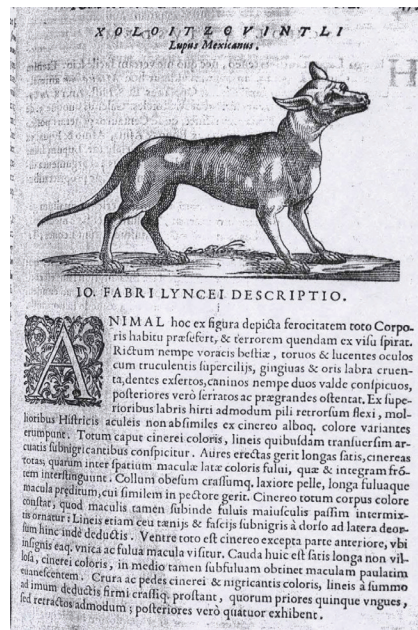 XOLOITZCVINTLI
Lupus Mexicanus.
IO. FABRI LYNCEI DESCRIPTIO.
ANIMAL hoc ex figura depicta ferocitatem toto Corpo-
ris habitu præsefert, & terrorem quendam ex visu spirat.
Rictum nempe voracis bestiæ, toruos & lucentes oculos
cum truculentis supercilijs, gingiuas & oris labra cruen-
ta, dentes exsertos, caninos nempe duos valde conspicuos,
posteriores verò serratos ac prægrandes ostentat. Ex supe-
rioribus labris hirti admodum pili retrorsum flexi, mol-
lioribus Histricis aculeis non absimiles ex cinereo alboq. colore variantes
erumpunt. Totum caput cinerei coloris, lineis quibusdam transuersim ar-
cuatis subnigricantibus conspicitur. Aures erectas gerit longas satis, cinereas
totas; quarum inter spatium maculæ latæ coloris fului, quæ & integram frō-
tem interstinguunt. Collum obesum crassumq. laxiore pelle, longa fuluaque
macula præditum, cui similem in pectore gerit. Cinereo totum corpus colore
constat, quod maculis tamen subinde fuluis maiusculis passim intermix-
tis ornatur: Lineis etiam ceu tænijs & fascijs subnigris à dorso ad latera deor-
sum hinc inde deductis. Ventre toto est cinereo excepta parte anteriore, vbi
insignis eaq. vnica ac fulua macula visitur. Cauda huic est satis longa non vil-
losa, cinerei coloris, in medio tamen subfuluam obtinet maculam paulatim
euanescentem. Crura ac pedes cinerei & nigricantis coloris, lineis à summo
ad imum deductis firmi crassiq. prostant, quorum priores quinque vngues,
sed retractos admodum; posteriores verò quatuor exhibent.